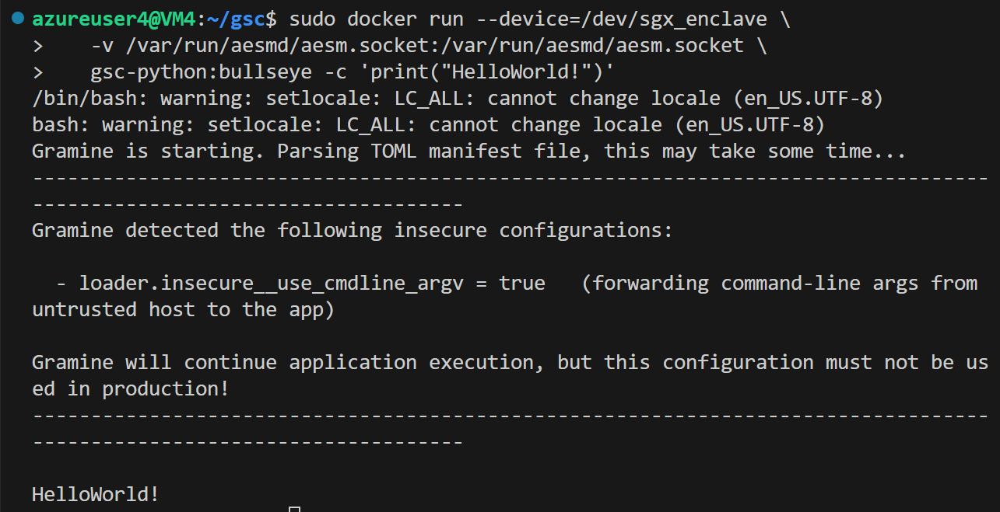 azureuser4@VM4:~/gsc$ sudo docker run --device=/dev/sgx_enclave \
>    -v /var/run/aesmd/aesm.socket:/var/run/aesmd/aesm.socket \
>    gsc-python:bullseye -c 'print("HelloWorld!")'
/bin/bash: warning: setlocale: LC_ALL: cannot change locale (en_US.UTF-8)
bash: warning: setlocale: LC_ALL: cannot change locale (en_US.UTF-8)
Gramine is starting. Parsing TOML manifest file, this may take some time...
----------------------------------------------------------------------------------
-------------------------------------
Gramine detected the following insecure configurations:

  - loader.insecure__use_cmdline_argv = true   (forwarding command-line args from
untrusted host to the app)

Gramine will continue application execution, but this configuration must not be us
ed in production!
----------------------------------------------------------------------------------
-------------------------------------

HelloWorld!